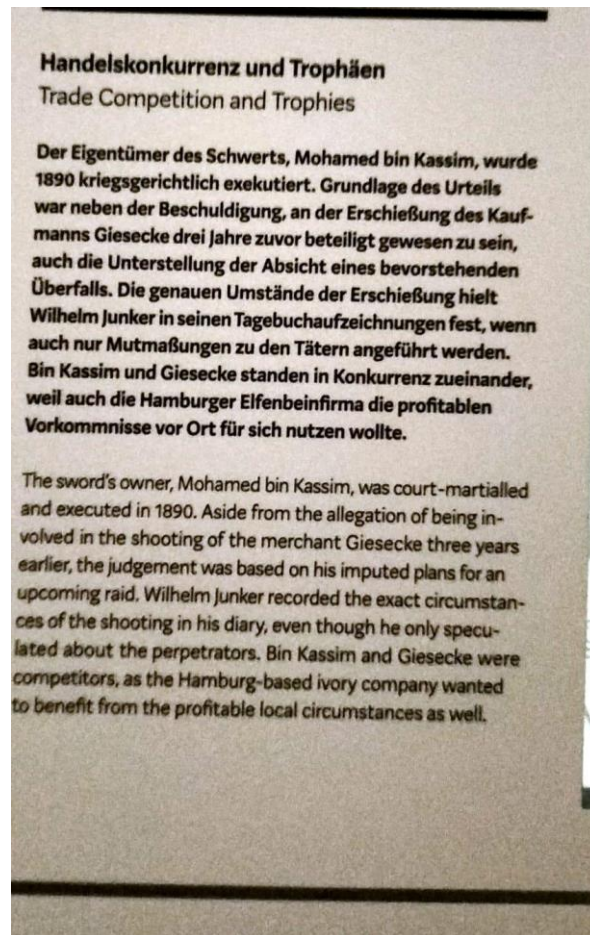 Handelskonkurrenz und Trophäen
Trade Competition and Trophies
Der Eigentümer des Schwerts, Mohamed bin Kassim, wurde
1890 kriegsgerichtlich exekutiert. Grundlage des Urteils
war neben der Beschuldigung, an der Erschießung des Kauf-
manns Giesecke drei Jahre zuvor beteiligt gewesen zu sein,
auch die Unterstellung der Absicht eines bevorstehenden
Überfalls. Die genauen Umstände der Erschießung hielt
Wilhelm Junker in seinen Tagebuchaufzeichnungen fest, wenn
auch nur Mutmaßungen zu den Tätern angeführt werden.
Bin Kassim und Giesecke standen in Konkurrenz zueinander,
weil auch die Hamburger Elfenbeinfirma die profitablen
Vorkommnisse vor Ort für sich nutzen wollte.
The sword's owner, Mohamed bin Kassim, was court-martialled
and executed in 1890. Aside from the allegation of being in-
volved in the shooting of the merchant Giesecke three years
earlier, the judgement was based on his imputed plans for an
upcoming raid. Wilhelm Junker recorded the exact circumstan-
ces of the shooting in his diary, even though he only specu-
lated about the perpetrators. Bin Kassim and Giesecke were
competitors, as the Hamburg-based ivory company wanted
to benefit from the profitable local circumstances as well.